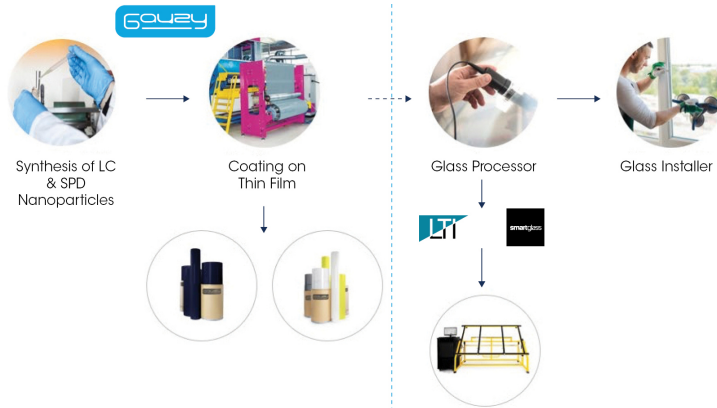 Gauzy
Synthesis of LC
& SPD
Nanoparticles
Coating on
Thin Film
Glass Processor
Glass Installer
LTI
smartglass